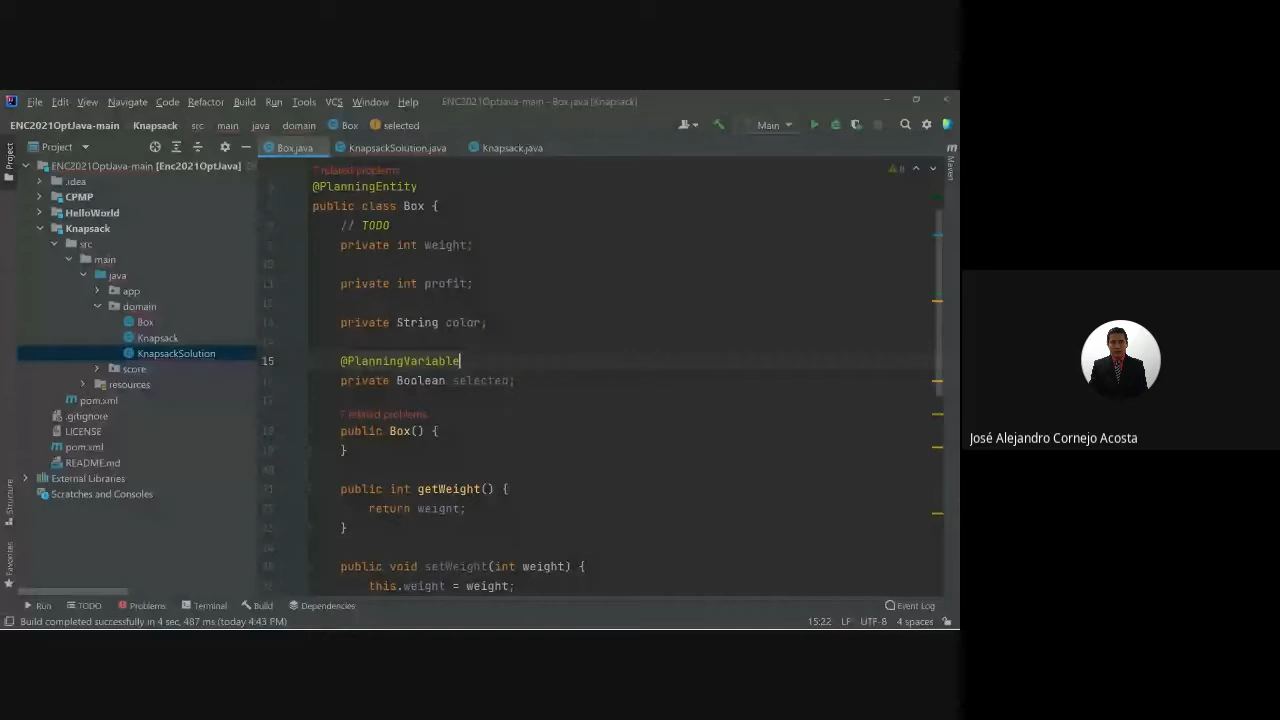 File Edit View Navigate Code Refactor Build Run Tools VCS Window Help ENC2021OptJava-main - Box.java [Knapsack]
ENC2021OptJava-main Knapsack src main java domain Box selected Main
Project Box.java KnapsackSolution.java Knapsack.java
Project
Maven
ENC2021OptJava-main [Enc2021OptJava]
.idea
CPMP
HelloWorld
Knapsack
src
main
java
app
domain
Box
Knapsack
KnapsackSolution
score
resources
pom.xml
.gitignore
LICENSE
pom.xml
README.md
External Libraries
Scratches and Consoles
Structure
Favorites
7 related problems
@PlanningEntity
public class Box {
// TODO
private int weight;
private int profit;
private String color;
15 @PlanningVariable
private Boolean selected;
7 related problems
public Box() {
}
public int getWeight() {
return weight;
}
public void setWeight(int weight) {
this.weight = weight;
Run TODO Problems Terminal Build Dependencies Event Log
Build completed successfully in 4 sec, 487 ms (today 4:43 PM) 15:22 LF UTF-8 4 spaces
José Alejandro Cornejo Acosta